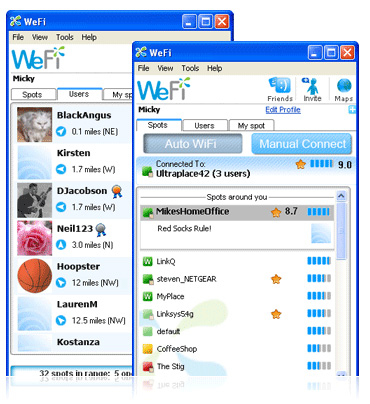 WeFi
File View Tools Help
WeFi
Micky
Spots Users My sp
BlackAngus
0.1 miles (NE)
Kirsten
1.7 miles (W)
DJacobson
1.7 miles (W)
Neil123
3.0 miles (N)
Hoopster
12 miles (NW)
LaurenM
12.5 miles (NW)
Kostanza
32 spots in range: 5 op
WeFi
File View Tools Help
WeFi
Friends Invite Maps
Micky Edit Profile
Spots Users My spot
Auto WiFi Manual Connect
Connected To:
Ultraplace42 (3 users) 9.0
Spots around you
MikesHomeOffice 8.7
Red Socks Rule!
W LinkQ
steven_NETGEAR
W MyPlace
Linksys54g
default
CoffeeShop
The Stig